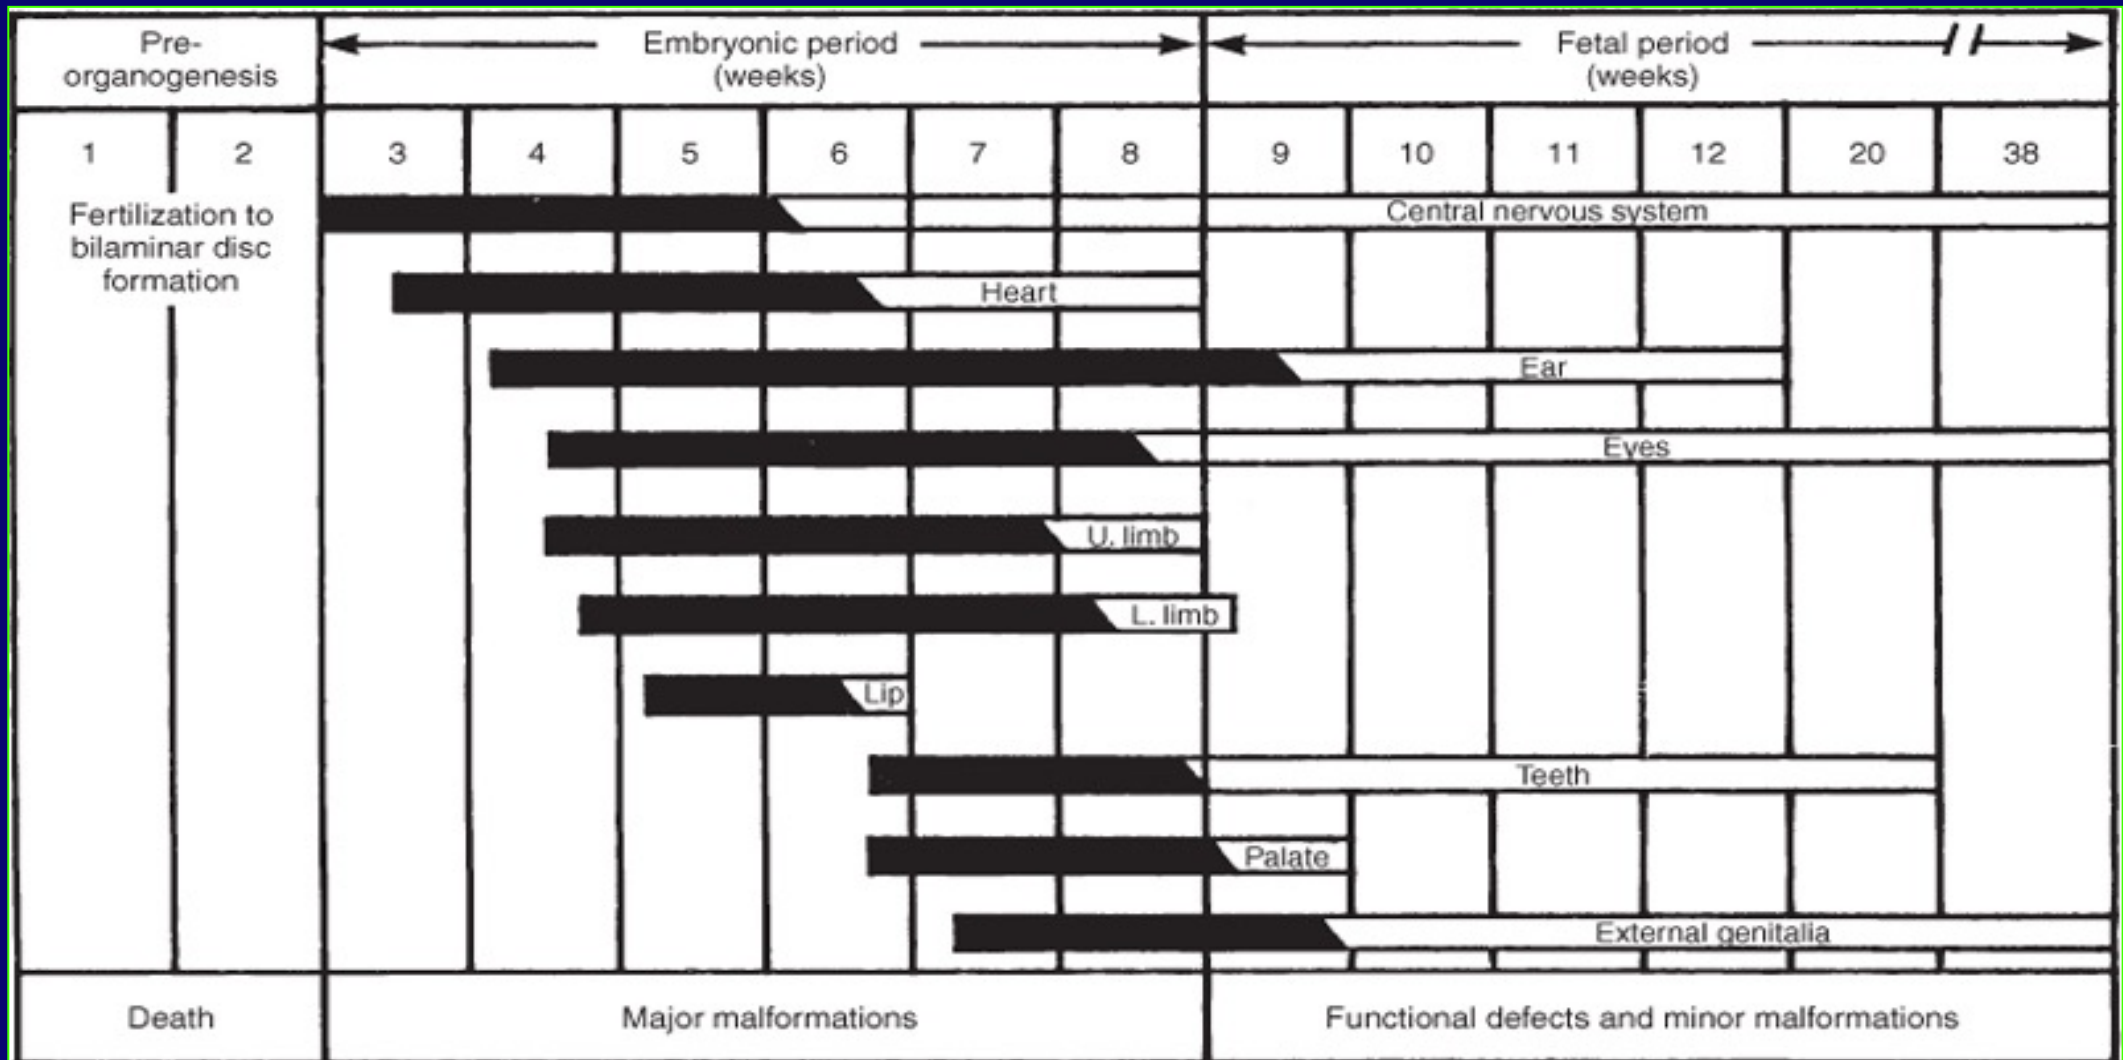 Pre-
organogenesis
Embryonic period
(weeks)
Fetal period
(weeks)
1 2 3 4 5 6 7 8 9 10 11 12 20 38
Fertilization to
bilaminar disc
formation
Central nervous system
Heart
Ear
Eyes
U. limb
L. limb
Lip
Teeth
Palate
External genitalia
Death
Major malformations
Functional defects and minor malformations